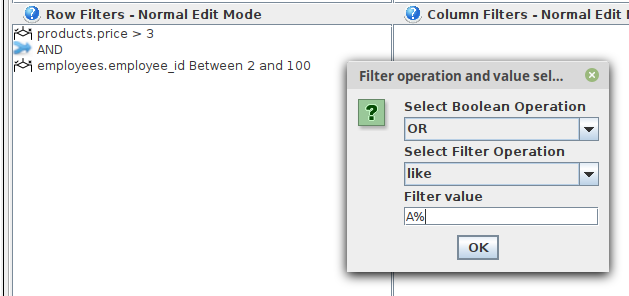 Row Filters - Normal Edit Mode
Column Filters - Normal Edit
products.price > 3
AND
employees.employee_id Between 2 and 100
Filter operation and value sel...
Select Boolean Operation
OR
Select Filter Operation
like
Filter value
A%
OK